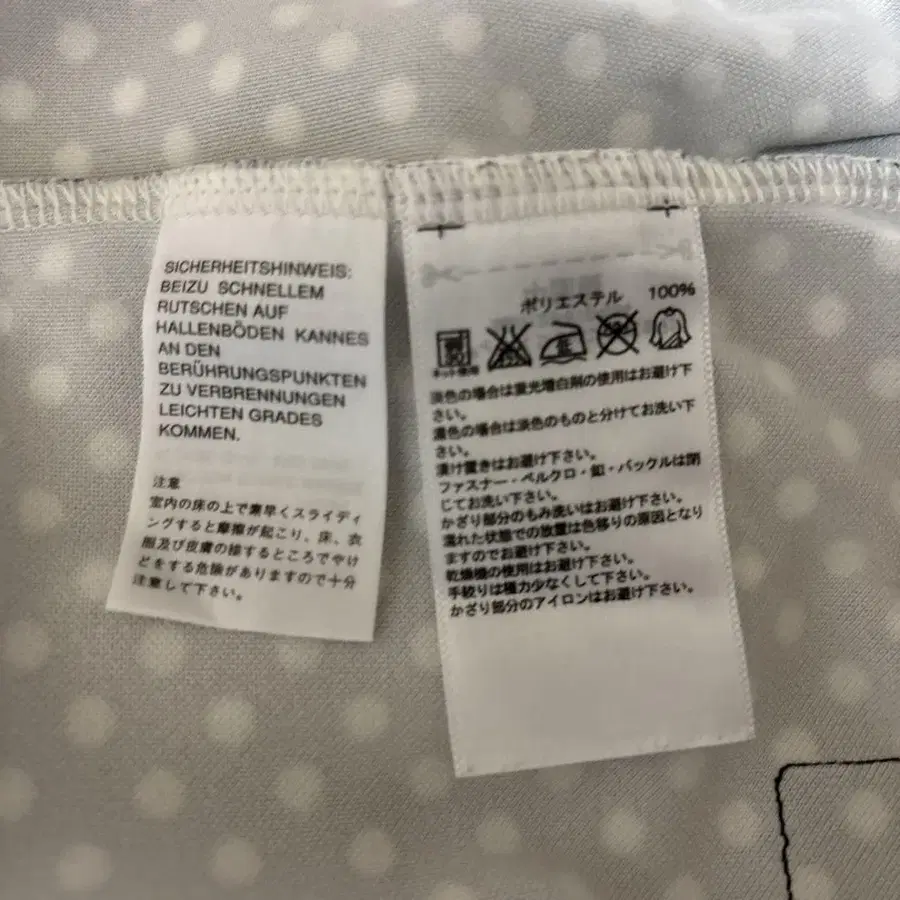 SICHERHEITSHINWEIS:
BEIZU SCHNELLEM
RUTSCHEN AUF
HALLENBÖDEN KANNES
AN DEN
BERÜHRUNGSPUNKTEN
ZU VERBRENNUNGEN
LEICHTEN GRADES
KOMMEN.
注意
室内の床の上で素早くスライディ
ングすると摩擦が起こり、床、衣
服及び皮膚の接するところでやけ
どをする危険がありますので十分
注意して下さい。
ポリエステル 100%
30
ネット使用
淡色の場合は蛍光増白剤の使用はお避け下
さい。
濃色の場合は淡色のものと分けてお洗い下
さい。
漬け置きはお避け下さい。
ファスナー・ベルクロ・釦・バックルは閉
じてお洗い下さい。
かざり部分のもみ洗いはお避け下さい。
濡れた状態での放置は色移りの原因となり
ますのでお避け下さい。
乾燥機の使用はお避け下さい。
手絞りは極力少なくして下さい。
かざり部分のアイロンはお避け下さい。